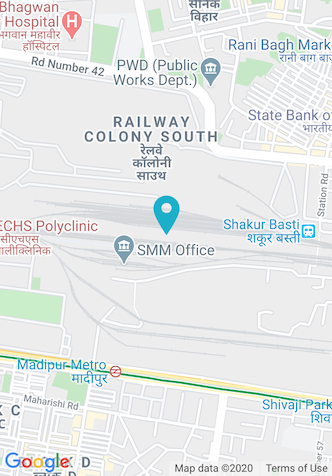 Bhagwan
Hospital
भगवान महावीर
हॉस्पिटल
सैनिक
विहार
Rani Bagh Mark
रानी बाग
Rd Number 42
PWD (Public
Works Dept.)
State Bank of
भारतीय
RAILWAY
COLONY SOUTH
रेलवे
कॉलोनी
साउथ
Station Rd
ECHS Polyclinic
सीएचएस
पालीक्लिनिक
SMM Office
Shakur Basti
शकूर बस्ती
Madipur Metro
मादीपुर
Maharishi Rd
K C
K D
Shivaji Park
शिव
Google
Map data ©2020
Terms of Use